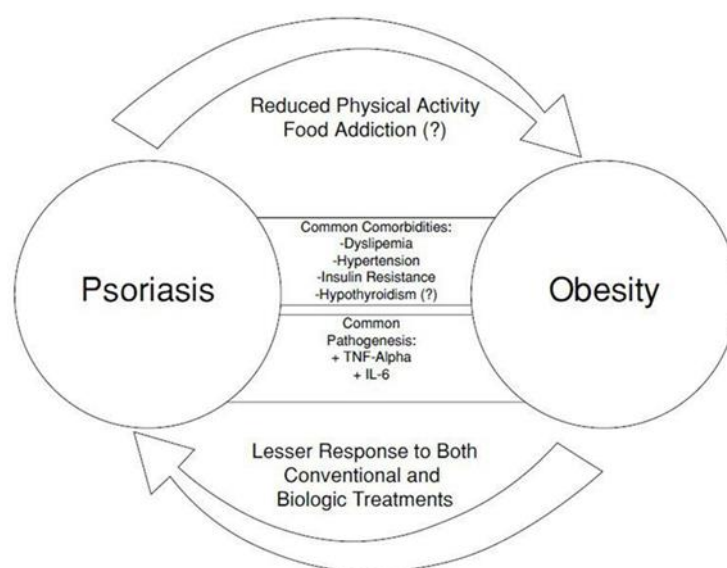 Reduced Physical Activity
Food Addiction (?)
Psoriasis
Common Comorbidities:
-Dyslipemia
-Hypertension
-Insulin Resistance
-Hypothyroidism (?)
Common
Pathogenesis:
+ TNF-Alpha
+ IL-6
Obesity
Lesser Response to Both
Conventional and
Biologic Treatments